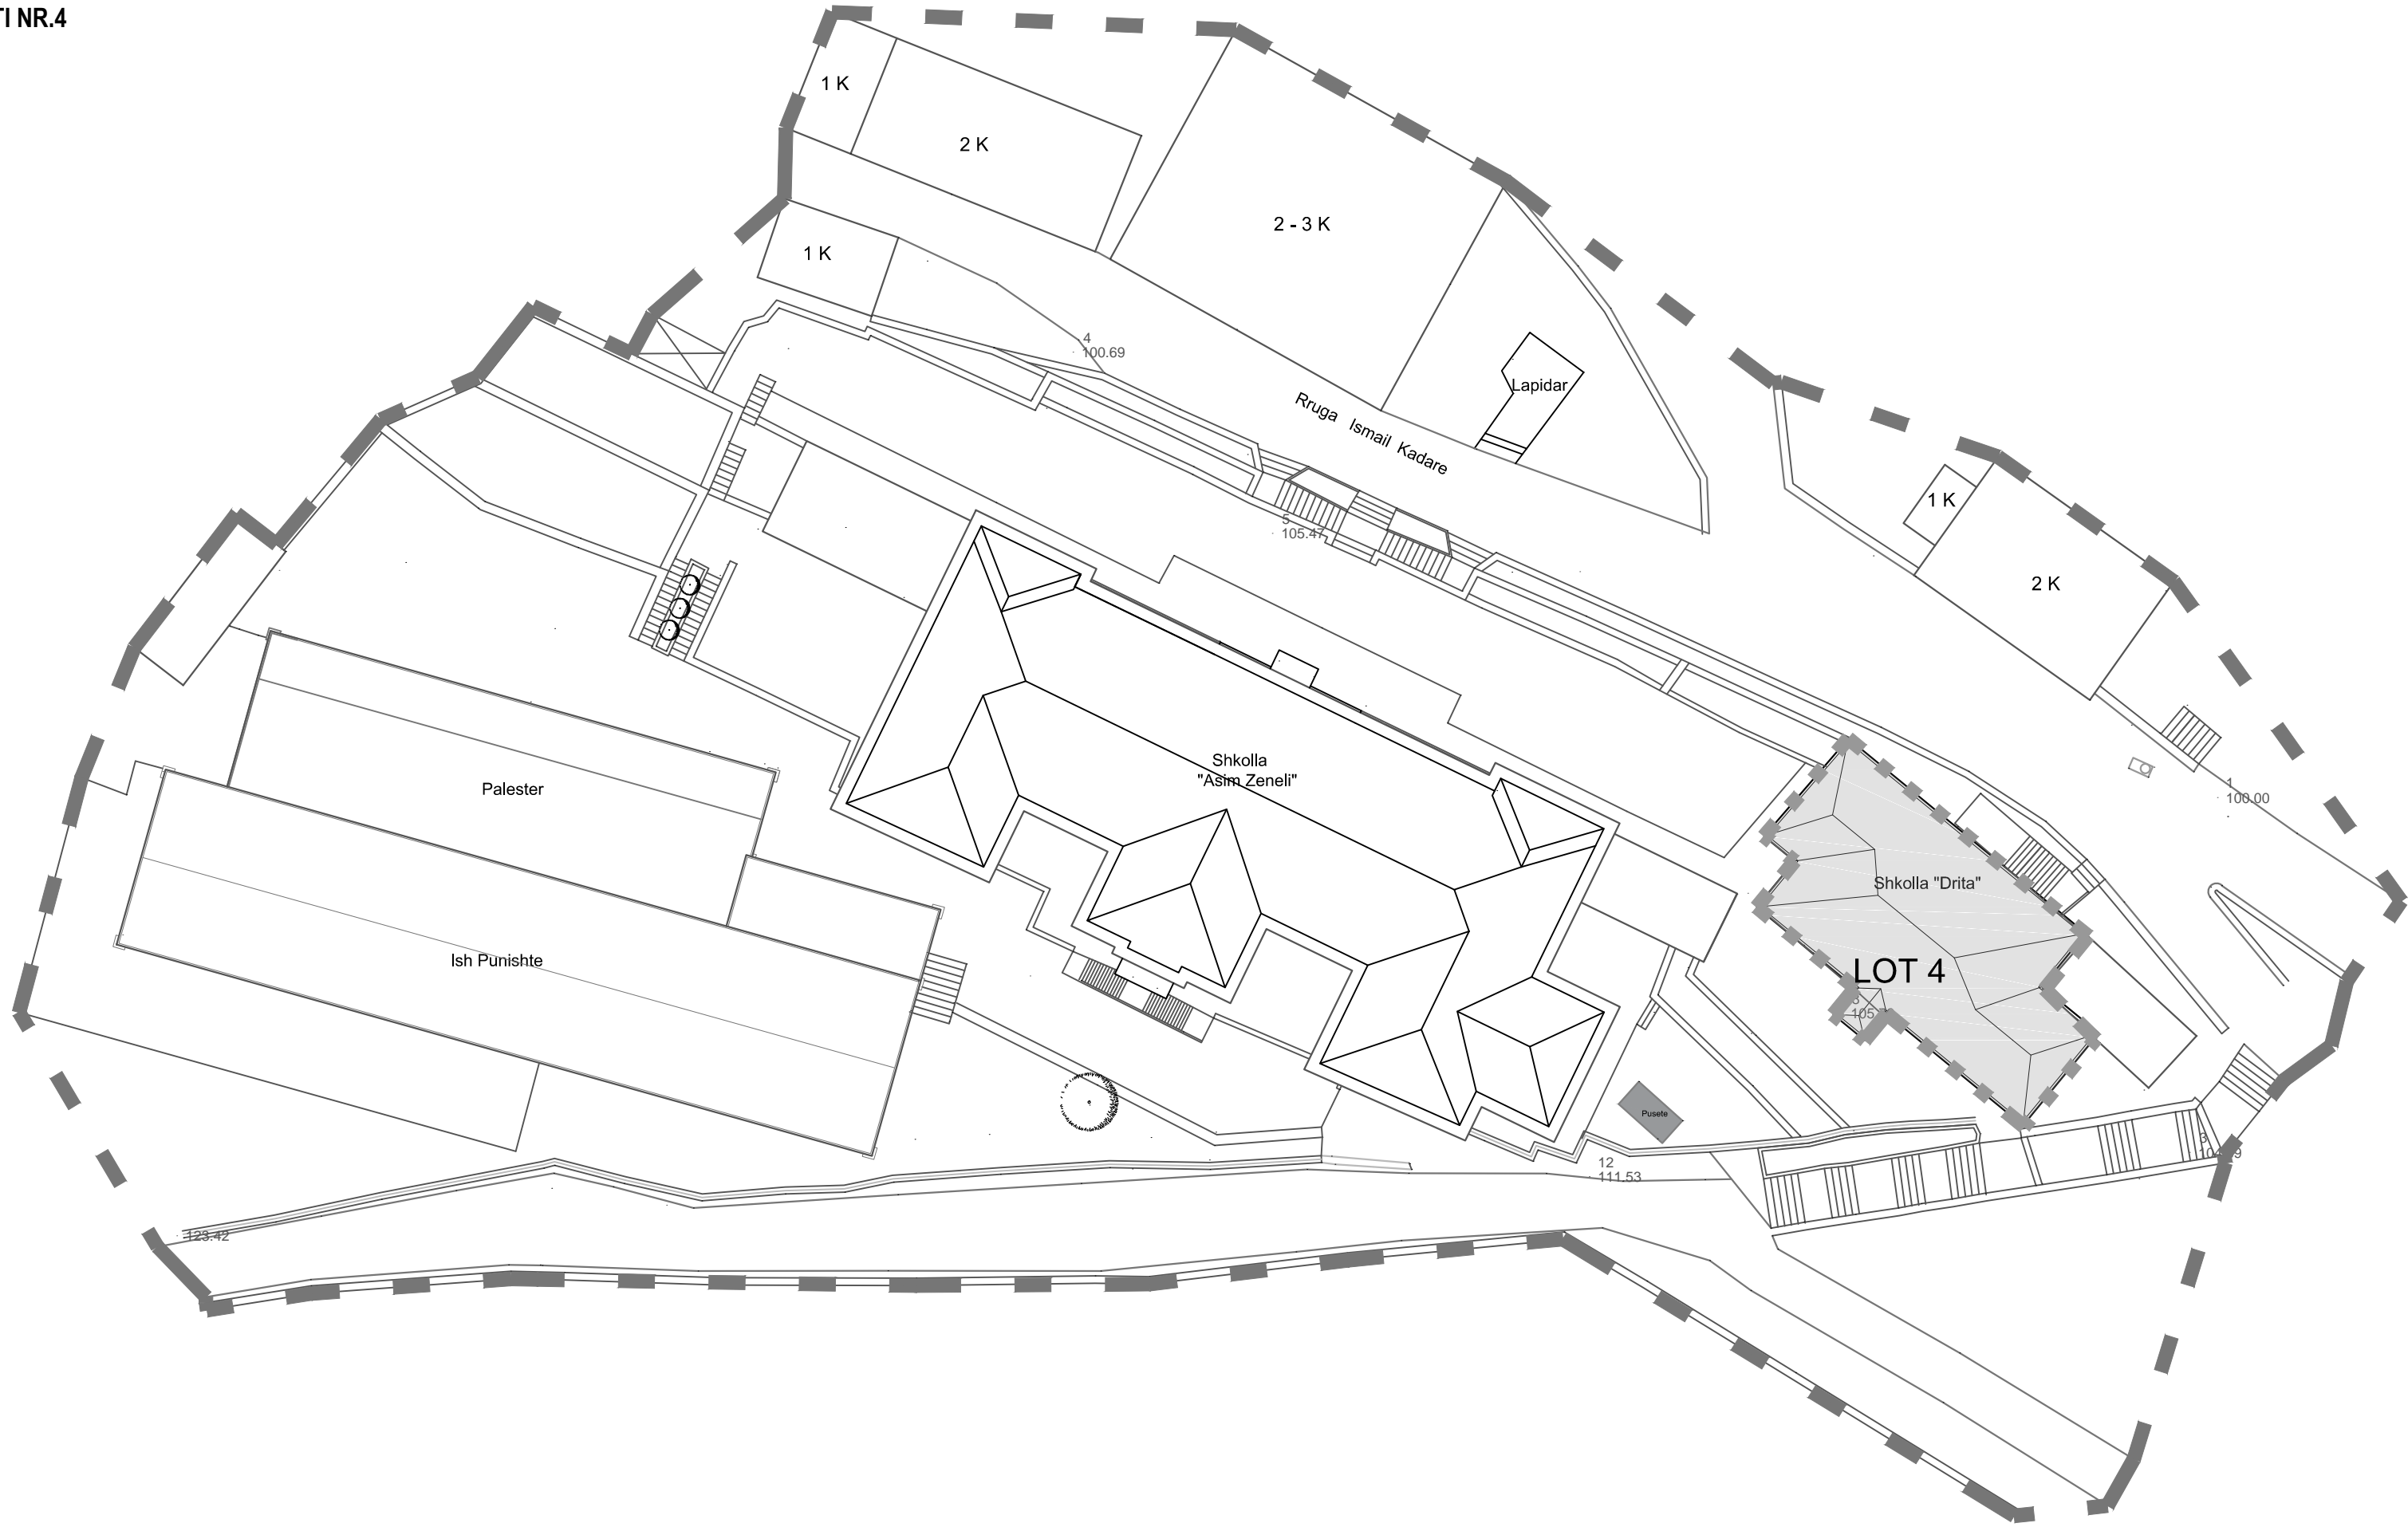 TI NR.4
1 K
2 K
2 - 3 K
1 K
4
100.69
Lapidar
Rruga Ismail Kadare
5
105.47
1 K
2 K
Shkolla
"Asim Zeneli"
Palester
1
100.00
Shkolla "Drita"
Ish Punishte
LOT 4
Pusete
12
111.53
3
123.42